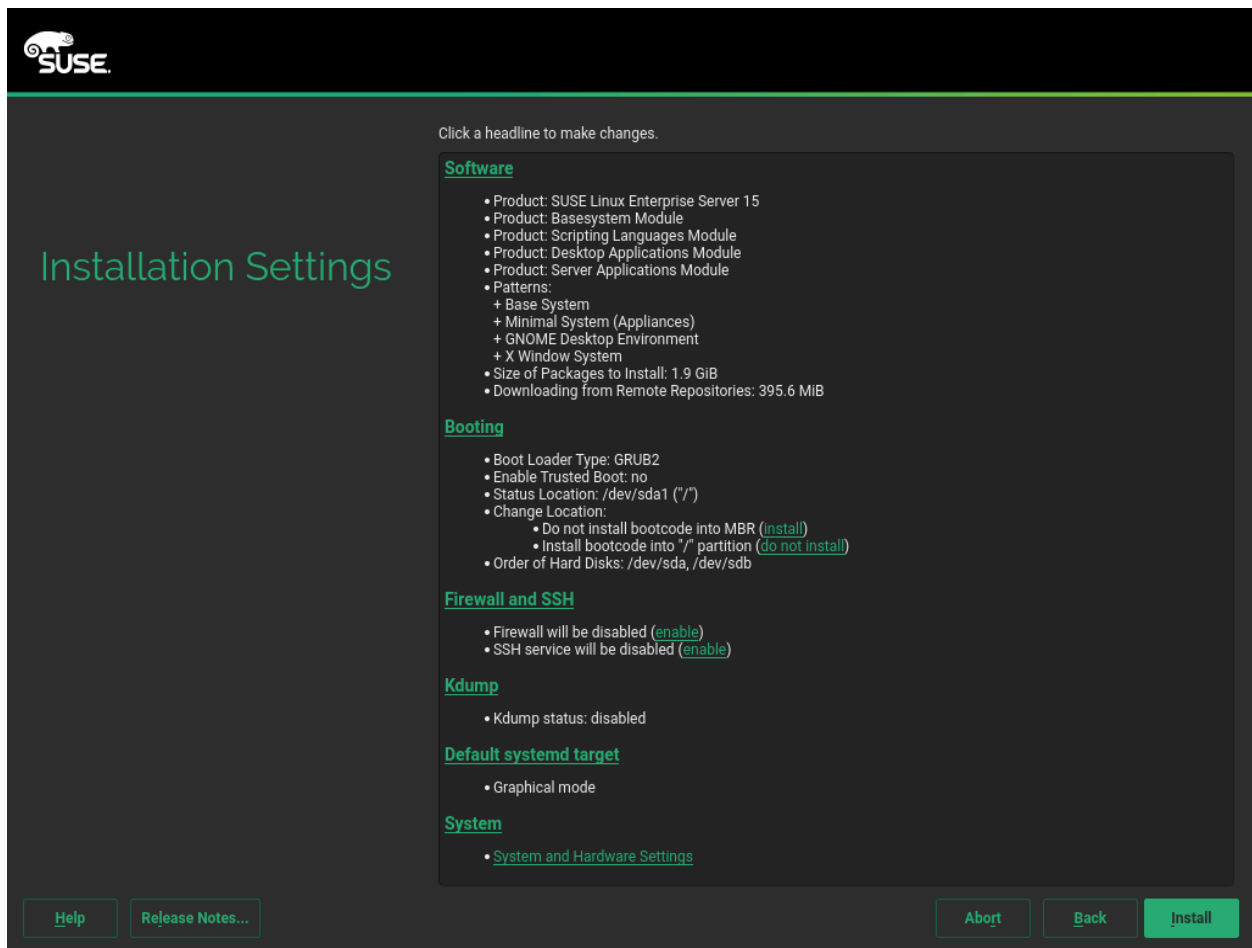 SUSE.
Click a headline to make changes.
Installation Settings
Software
• Product: SUSE Linux Enterprise Server 15
• Product: Basesystem Module
• Product: Scripting Languages Module
• Product: Desktop Applications Module
• Product: Server Applications Module
• Patterns:
+ Base System
+ Minimal System (Appliances)
+ GNOME Desktop Environment
+ X Window System
• Size of Packages to Install: 1.9 GiB
• Downloading from Remote Repositories: 395.6 MiB
Booting
• Boot Loader Type: GRUB2
• Enable Trusted Boot: no
• Status Location: /dev/sda1 ("/")
• Change Location:
• Do not install bootcode into MBR (install)
• Install bootcode into "/" partition (do not install)
• Order of Hard Disks: /dev/sda, /dev/sdb
Firewall and SSH
• Firewall will be disabled (enable)
• SSH service will be disabled (enable)
Kdump
• Kdump status: disabled
Default systemd target
• Graphical mode
System
• System and Hardware Settings
Help
Release Notes...
Abort
Back
Install